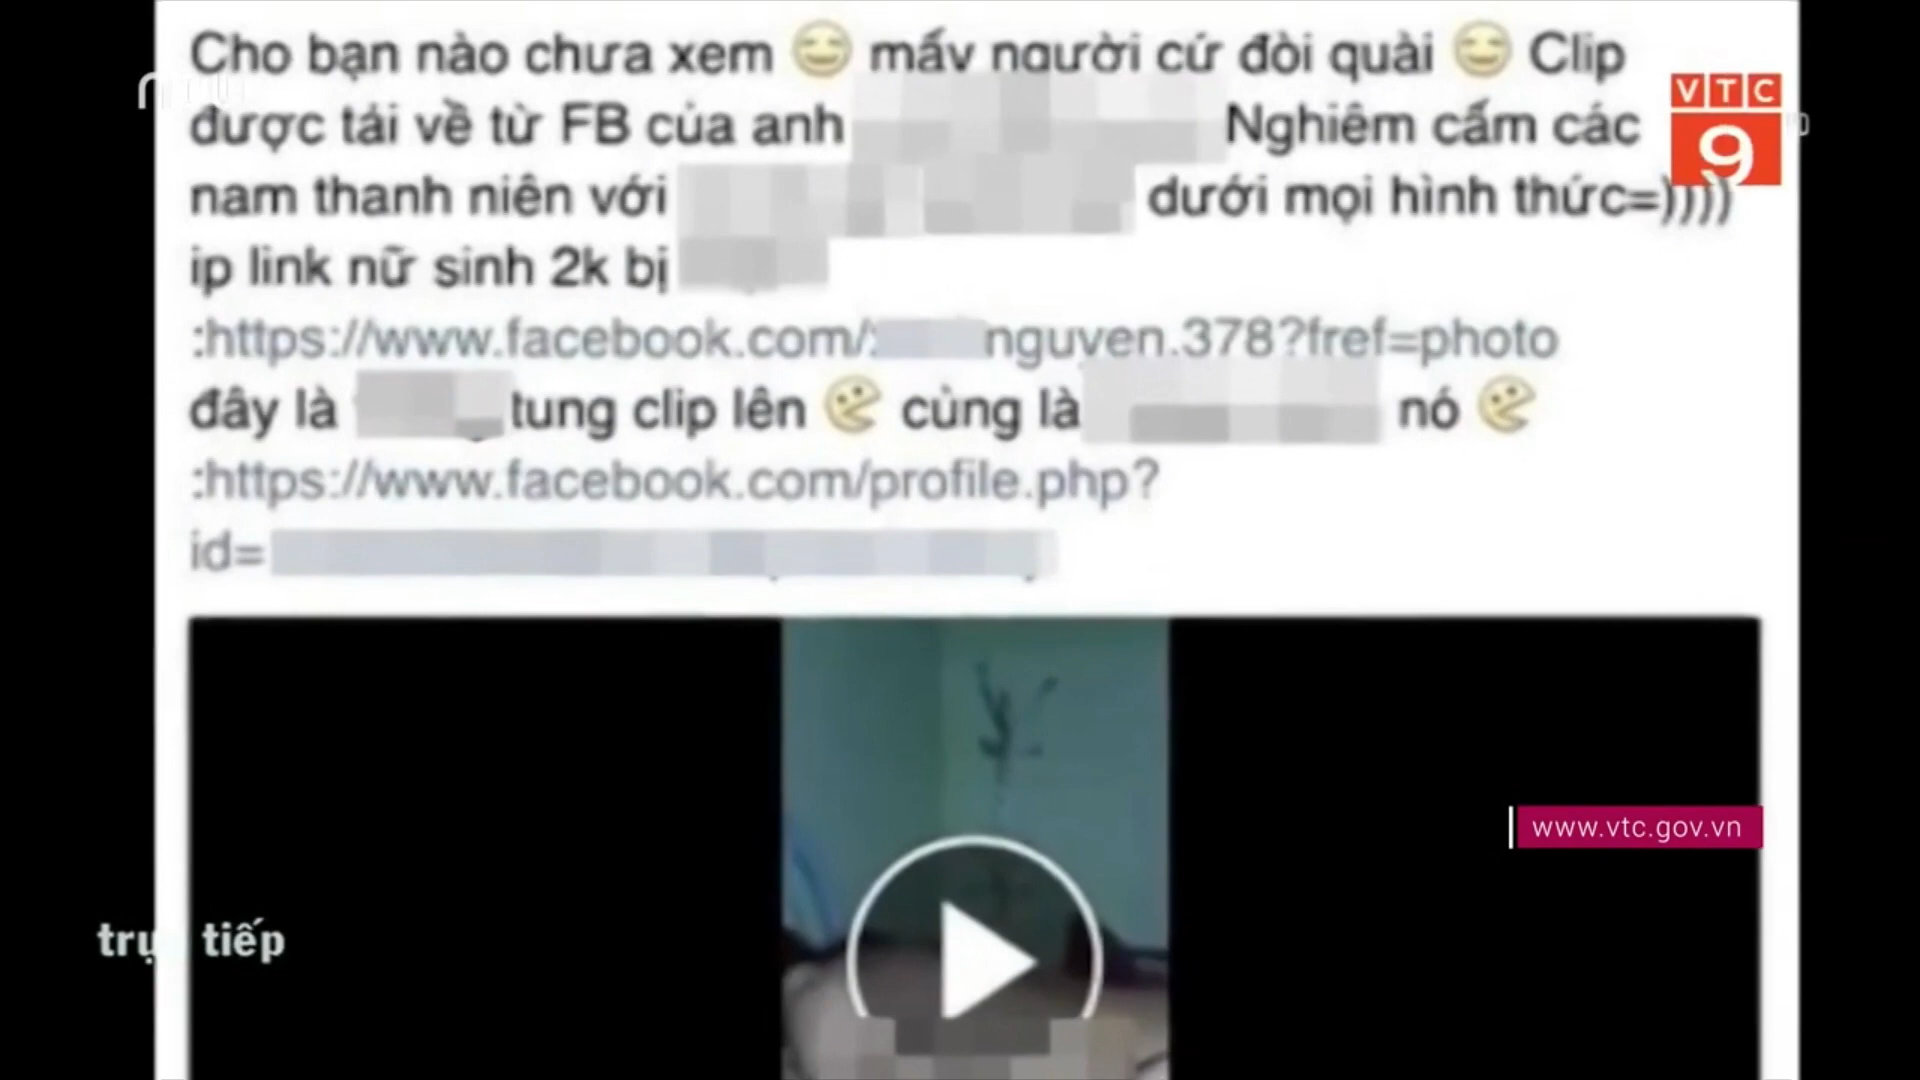 Cho bạn nào chưa xem 😌 mấy người cứ đòi quài 😌 Clip
được tải về từ FB của anh Nghiêm cấm các
nam thanh niên với dưới mọi hình thức=))))
ip link nữ sinh 2k bị
:https://www.facebook.com/ nguyen.378?fref=photo
đây là tung clip lên cùng là nó
:https://www.facebook.com/profile.php?
id=
VTC
9
www.vtc.gov.vn
trực tiếp